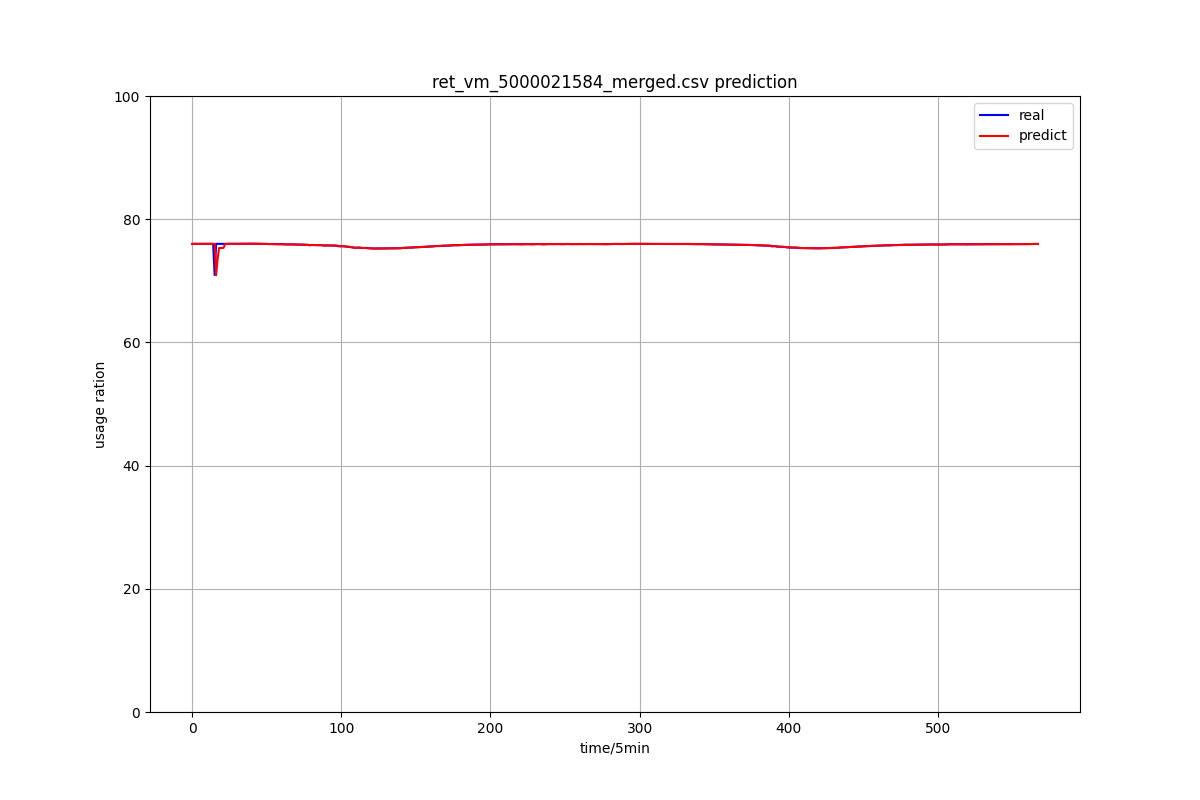 ret_vm_5000021584_merged.csv prediction
100
80
60
40
20
0
usage ration
real
predict
0 100 200 300 400 500
time/5min